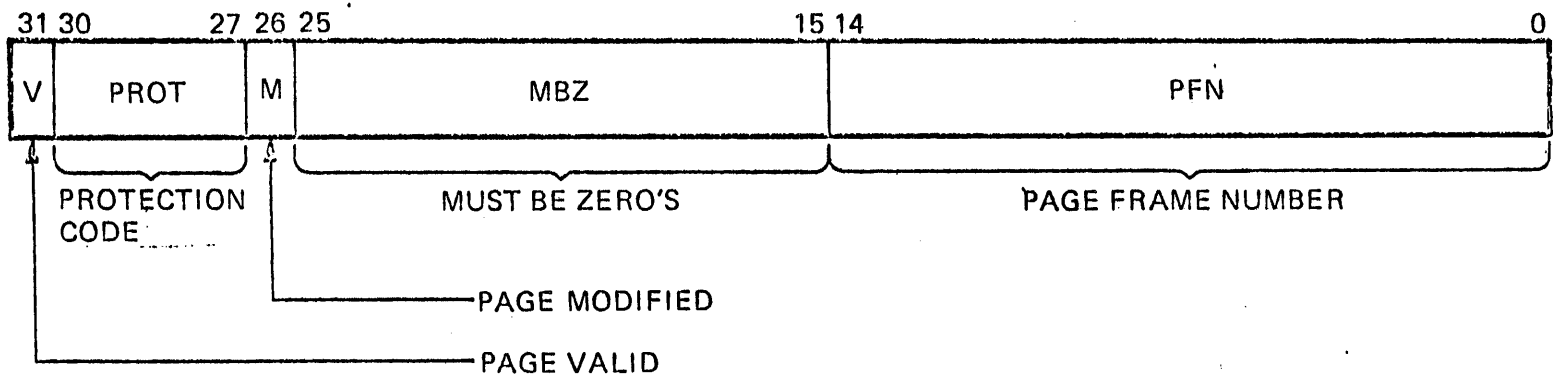 31 30 27 26 25 15 14 0
V PROT M MBZ PFN
PROTECTION
CODE
MUST BE ZERO'S
PAGE FRAME NUMBER
PAGE MODIFIED
PAGE VALID